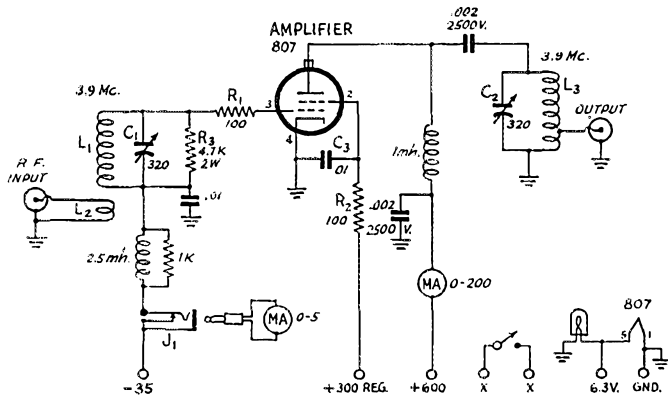 AMPLIFIER
807
.002
2500V.
3.9 Mc.
3.9 Mc.
L3
C2
320
OUTPUT
R1
100
3
2
4
C1
320
R3
4.7K
2W
L1
R.F.
INPUT
L2
.01
C3
.01
1mh.
R2
100
.002
2500 V.
2.5mh.
1K
MA
0-200
MA
0-5
J1
807
5
1
-35
+300 REG.
+600
X
X
6.3V.
GND.